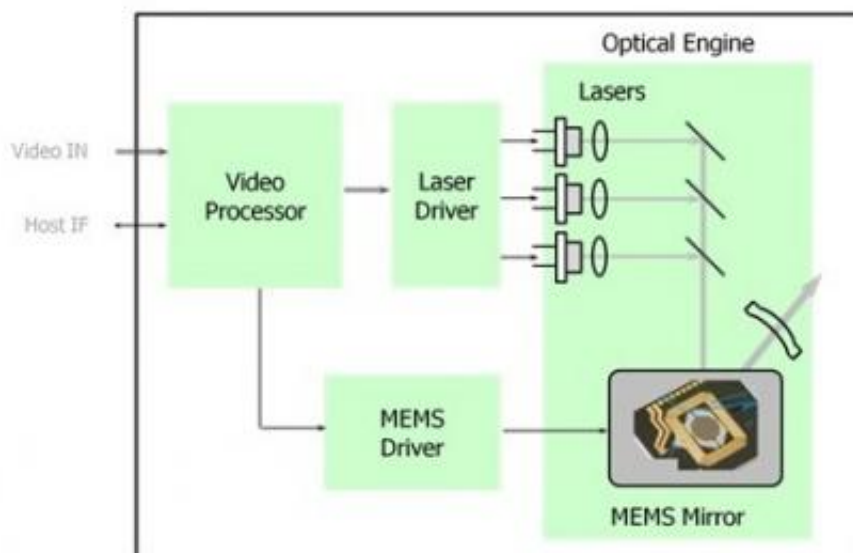 Optical Engine
Lasers
Video IN
Video
Processor
Laser
Driver
Host IF
MEMS
Driver
MEMS Mirror